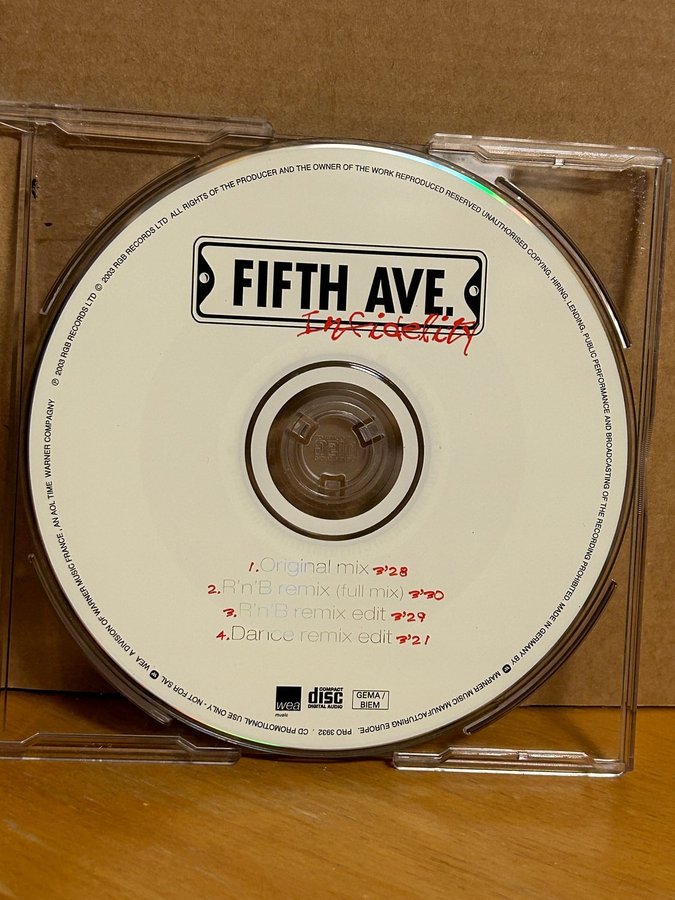 FIFTH AVE.
Infidelity
1. Original mix 3'28
2. R'n'B remix (full mix) 3'30
3. R'n'B remix edit 3'29
4. Dance remix edit 3'21
wea
music
COMPACT
disc
DIGITAL AUDIO
GEMA/
BIEM
℗ 2003 RGB RECORDS LTD © 2003 RGB RECORDS LTD ALL RIGHTS OF THE PRODUCER AND THE OWNER OF THE WORK REPRODUCED RESERVED UNAUTHORISED COPYING, HIRING, LENDING, PUBLIC PERFORMANCE AND BROADCASTING OF THE RECORDING PROHIBITED. MADE IN GERMANY BY WARNER MUSIC MANUFACTURING EUROPE. PRO 3932 . CD PROMOTIONAL USE ONLY - NOT FOR SAL WEA A DIVISION OF WARNER MUSIC FRANCE , AN AOL TIME WARNER COMPAGNY